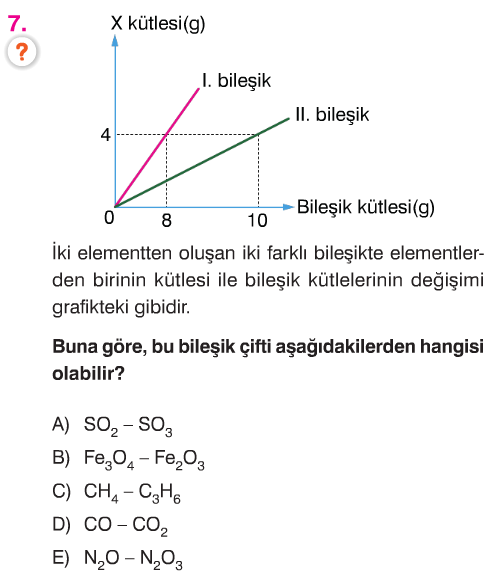 7.
?
X kütlesi(g)
I. bileşik
II. bileşik
4
0
8
10
Bileşik kütlesi(g)
İki elementten oluşan iki farklı bileşikte elementler-
den birinin kütlesi ile bileşik kütlelerinin değişimi
grafikteki gibidir.
Buna göre, bu bileşik çifti aşağıdakilerden hangisi
olabilir?
A) SO₂ – SO₃
B) Fe₃O₄ – Fe₂O₃
C) CH₄ – C₃H₆
D) CO – CO₂
E) N₂O – N₂O₃